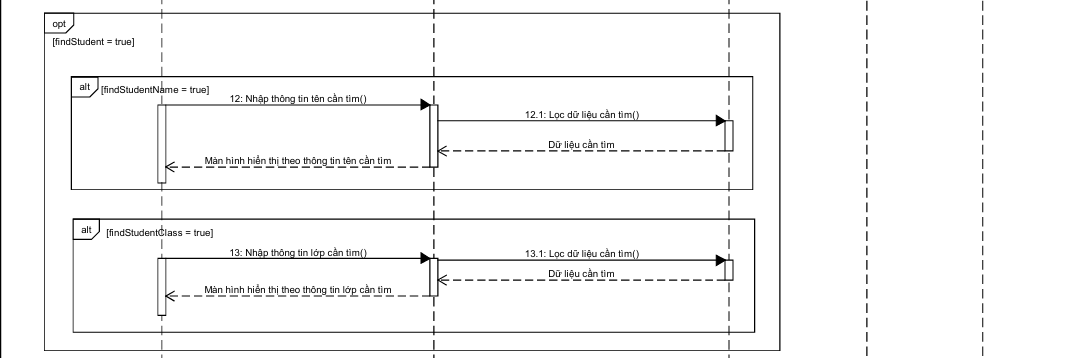 opt
[findStudent = true]
alt
[findStudentName = true]
12: Nhập thông tin tên cần tìm()
12.1: Lọc dữ liệu cần tìm()
Dữ liệu cần tìm
Màn hình hiển thị theo thông tin tên cần tìm
alt
[findStudentClass = true]
13: Nhập thông tin lớp cần tìm()
13.1: Lọc dữ liệu cần tìm()
Dữ liệu cần tìm
Màn hình hiển thị theo thông tin lớp cần tìm